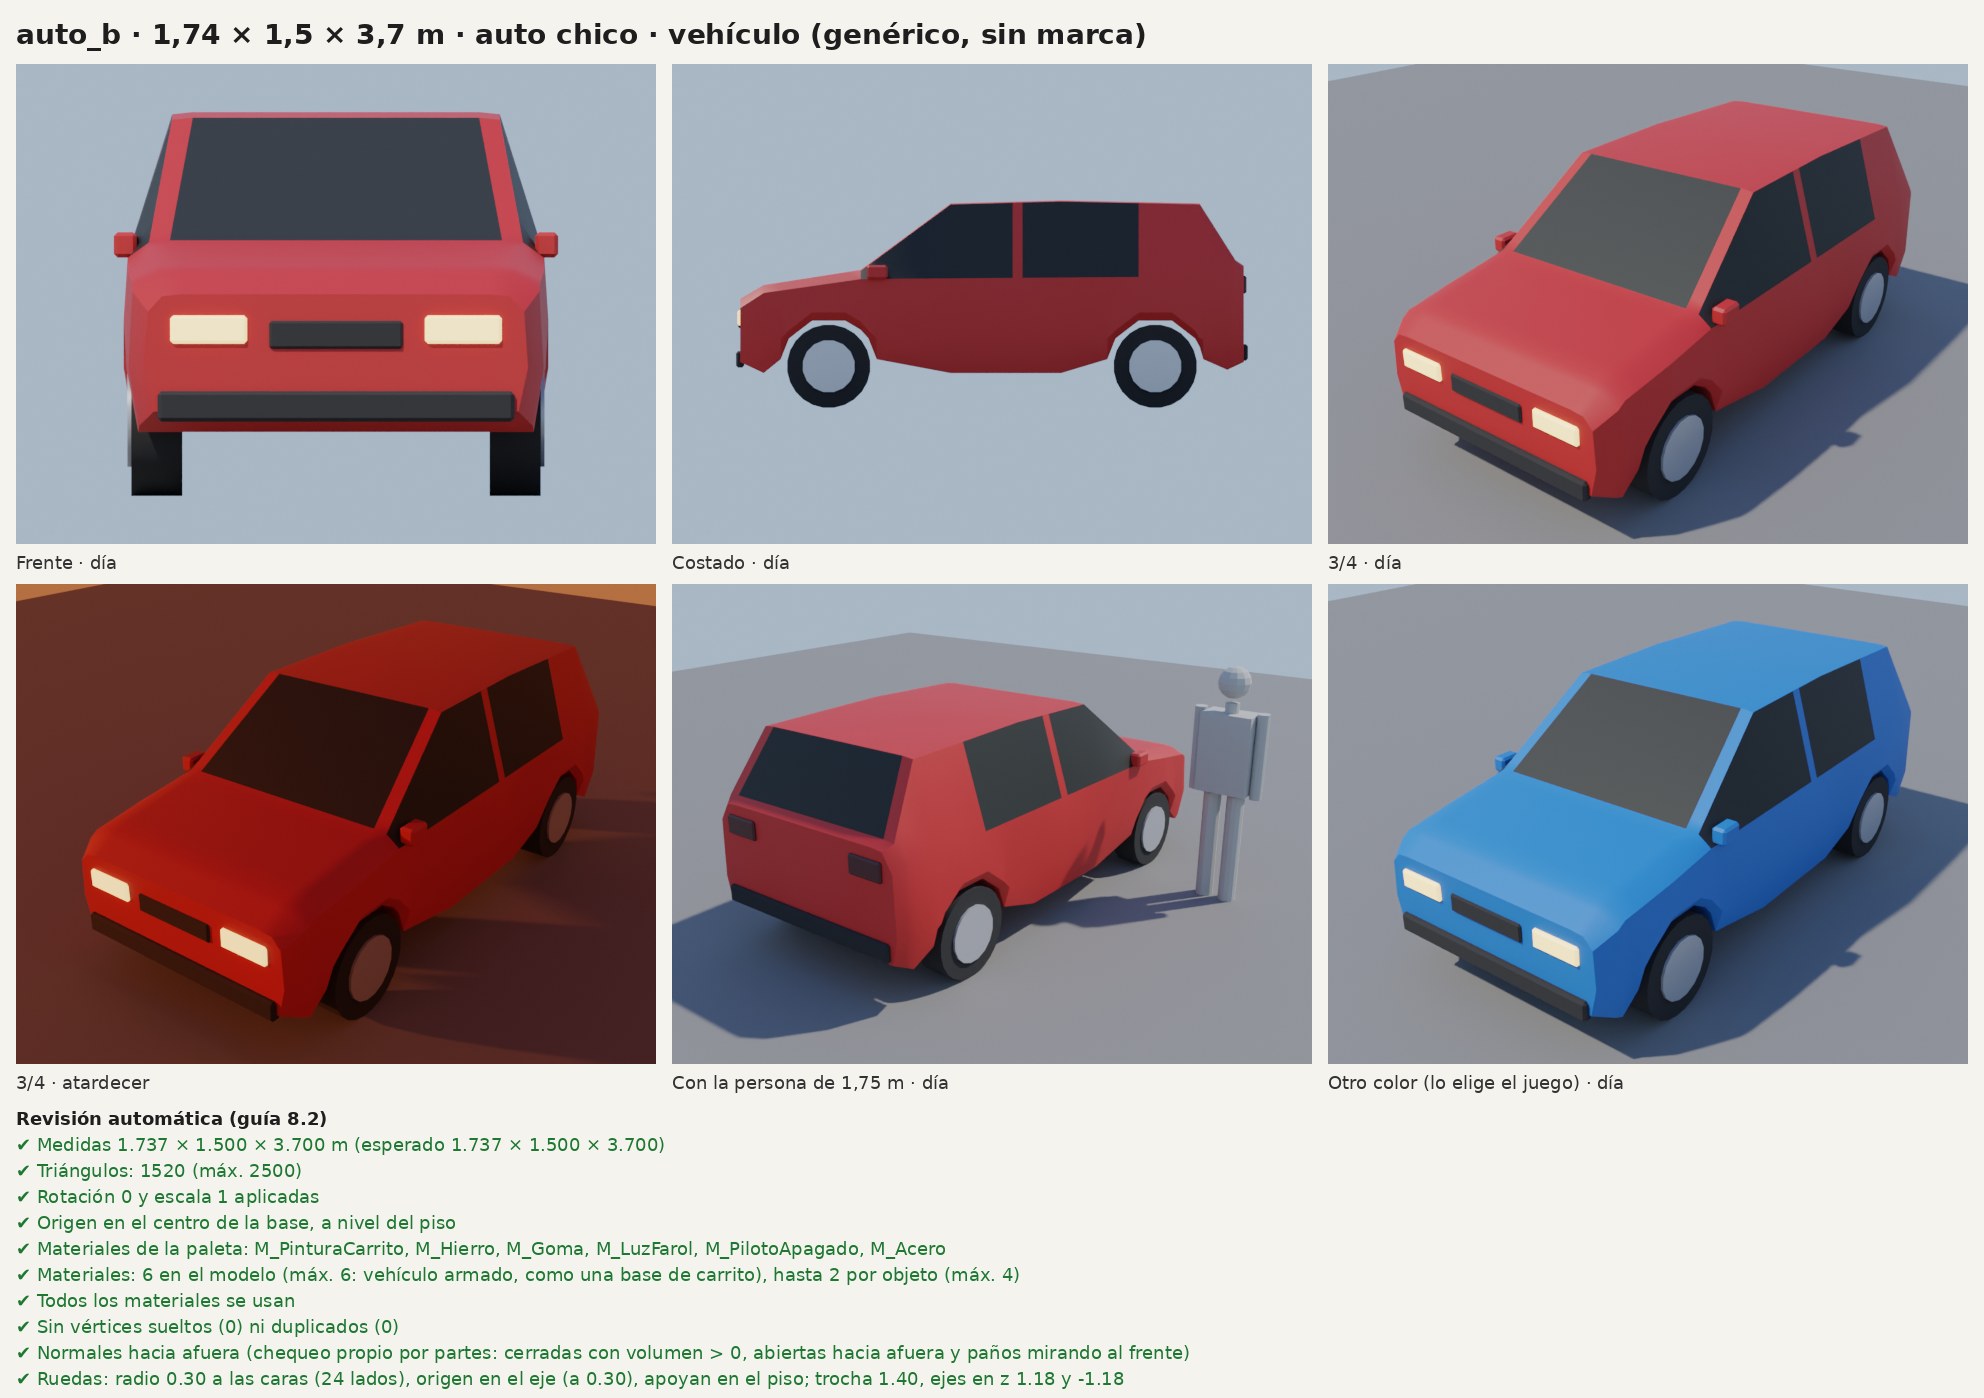 auto_b · 1,74 × 1,5 × 3,7 m · auto chico · vehículo (genérico, sin marca)
Frente · día
Costado · día
3/4 · día
3/4 · atardecer
Con la persona de 1,75 m · día
Otro color (lo elige el juego) · día
Revisión automática (guía 8.2)
✔ Medidas 1.737 × 1.500 × 3.700 m (esperado 1.737 × 1.500 × 3.700)
✔ Triángulos: 1520 (máx. 2500)
✔ Rotación 0 y escala 1 aplicadas
✔ Origen en el centro de la base, a nivel del piso
✔ Materiales de la paleta: M_PinturaCarrito, M_Hierro, M_Goma, M_LuzFarol, M_PilotoApagado, M_Acero
✔ Materiales: 6 en el modelo (máx. 6: vehículo armado, como una base de carrito), hasta 2 por objeto (máx. 4)
✔ Todos los materiales se usan
✔ Sin vértices sueltos (0) ni duplicados (0)
✔ Normales hacia afuera (chequeo propio por partes: cerradas con volumen > 0, abiertas hacia afuera y paños mirando al frente)
✔ Ruedas: radio 0.30 a las caras (24 lados), origen en el eje (a 0.30), apoyan en el piso; trocha 1.40, ejes en z 1.18 y -1.18